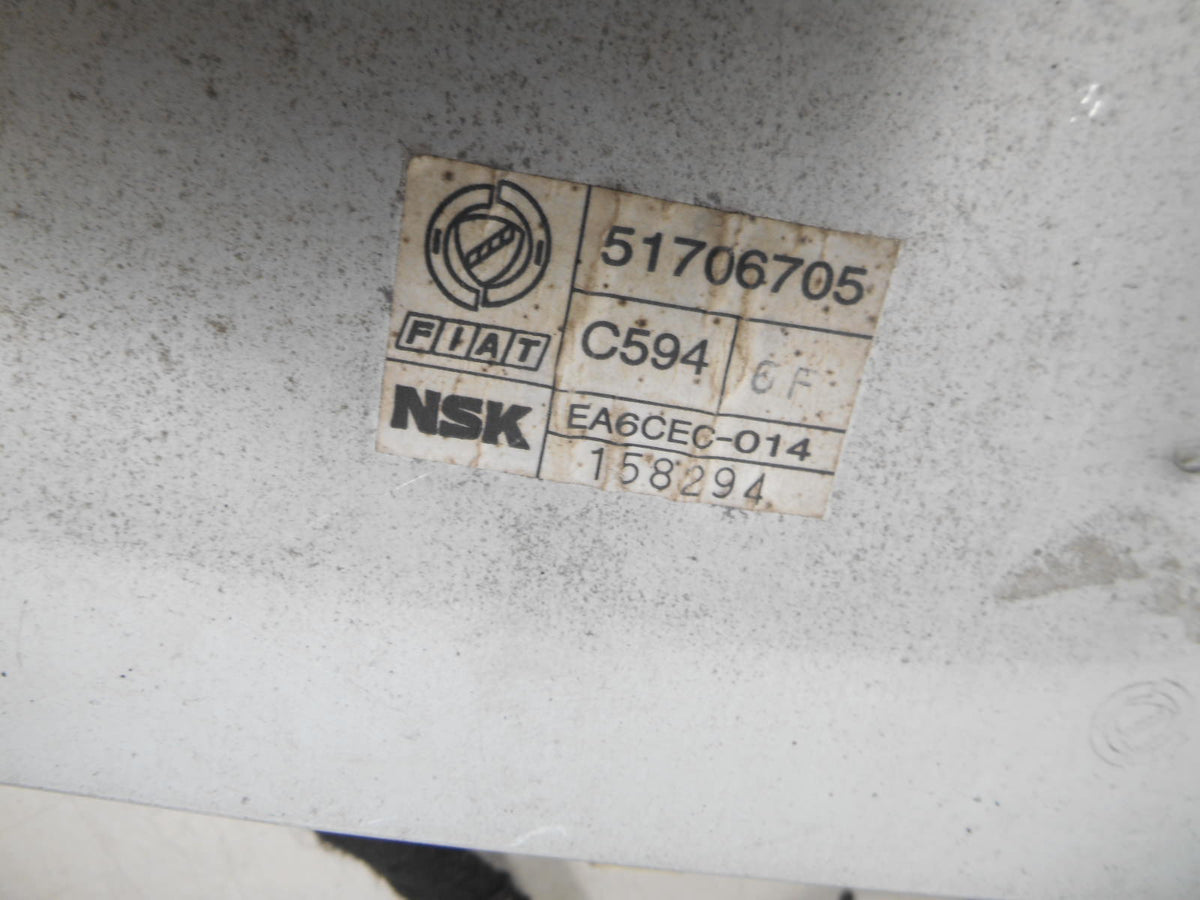 51706705
FIAT
C594 6F
NSK
EA6CEC-014
158294